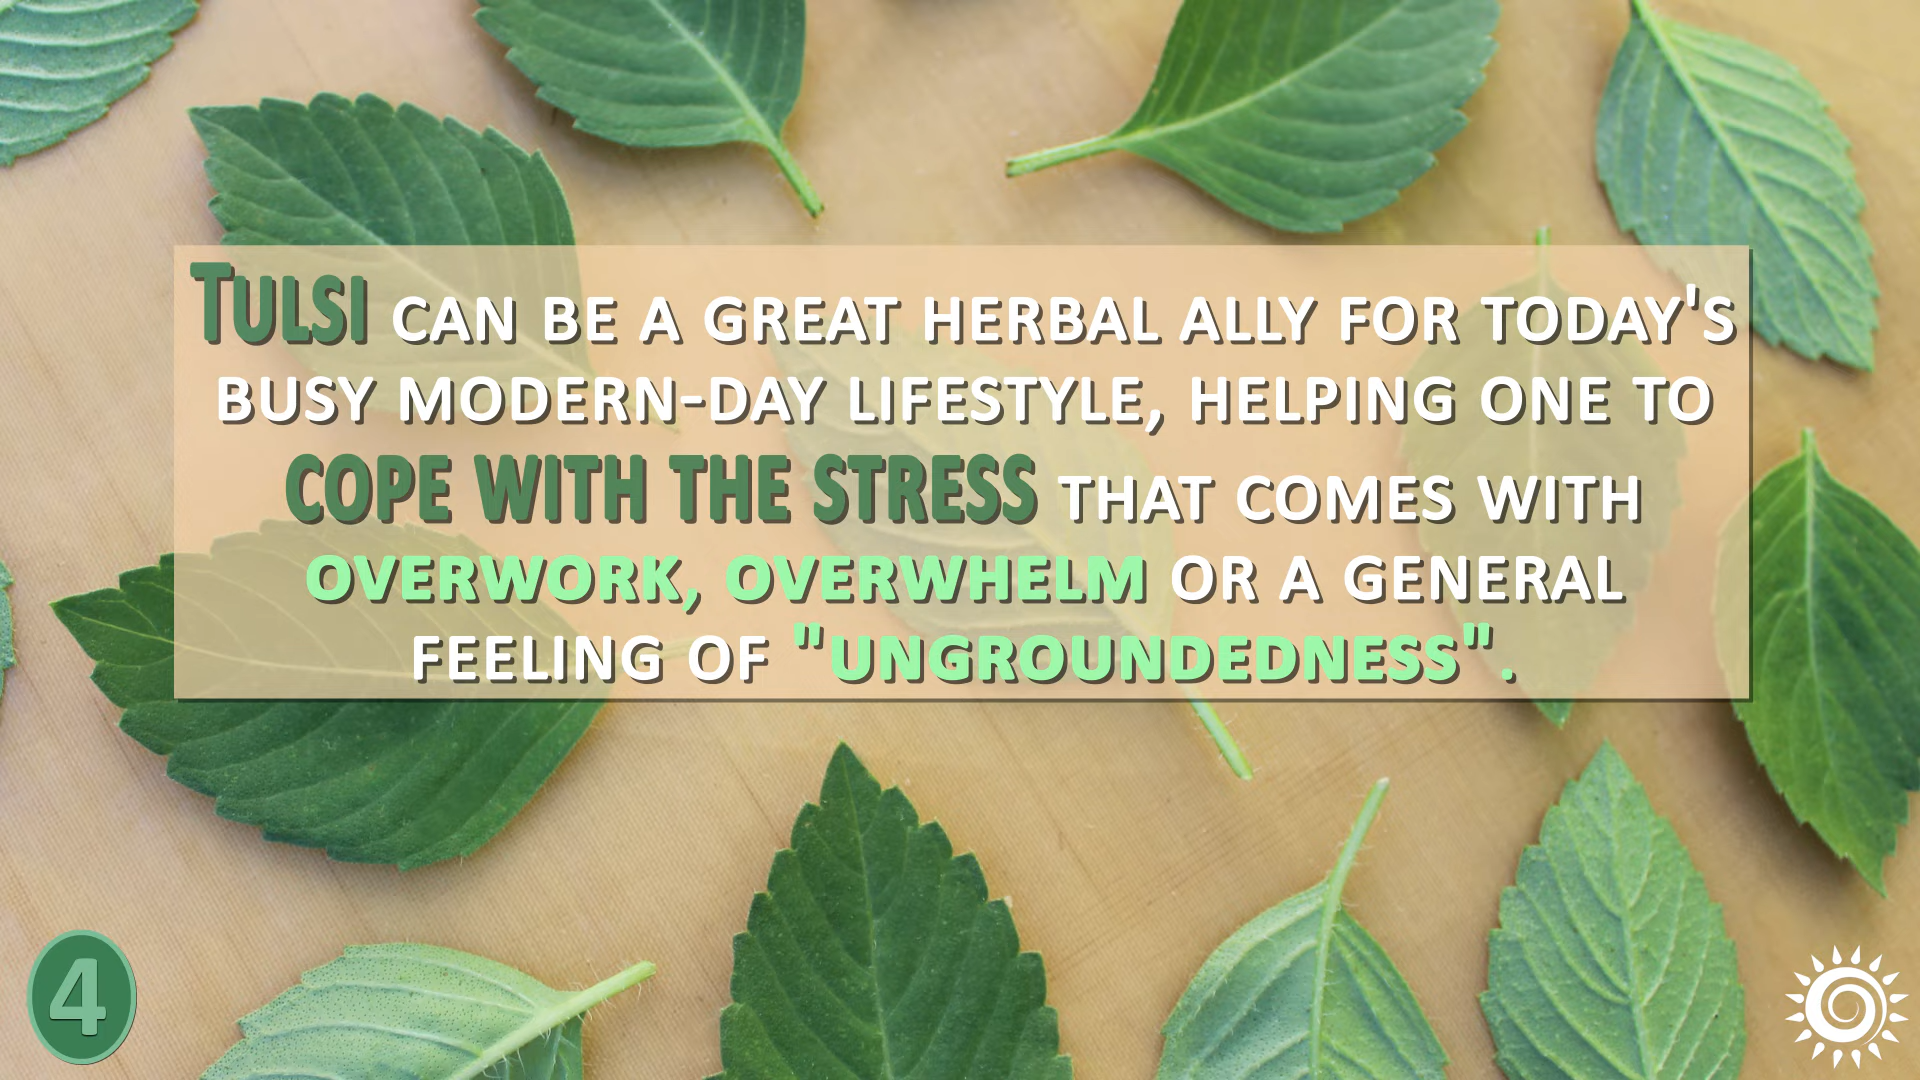 Tulsi can be a great herbal ally for today's
busy modern-day lifestyle, helping one to
cope with the stress that comes with
overwork, overwhelm or a general
feeling of "ungroundedness".
4